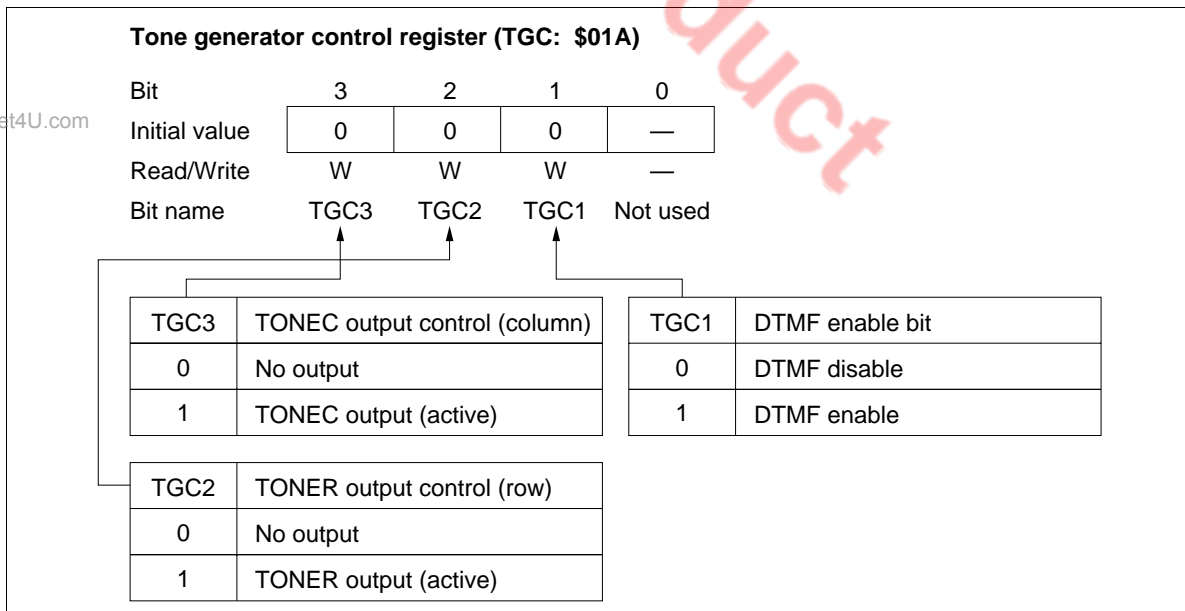 Tone generator control register (TGC: $01A)
Bit 3 2 1 0
et4U.com
Initial value 0 0 0 —
Read/Write W W W —
Bit name TGC3 TGC2 TGC1 Not used
TGC3 TONEC output control (column)
0 No output
1 TONEC output (active)
TGC1 DTMF enable bit
0 DTMF disable
1 DTMF enable
TGC2 TONER output control (row)
0 No output
1 TONER output (active)
duct